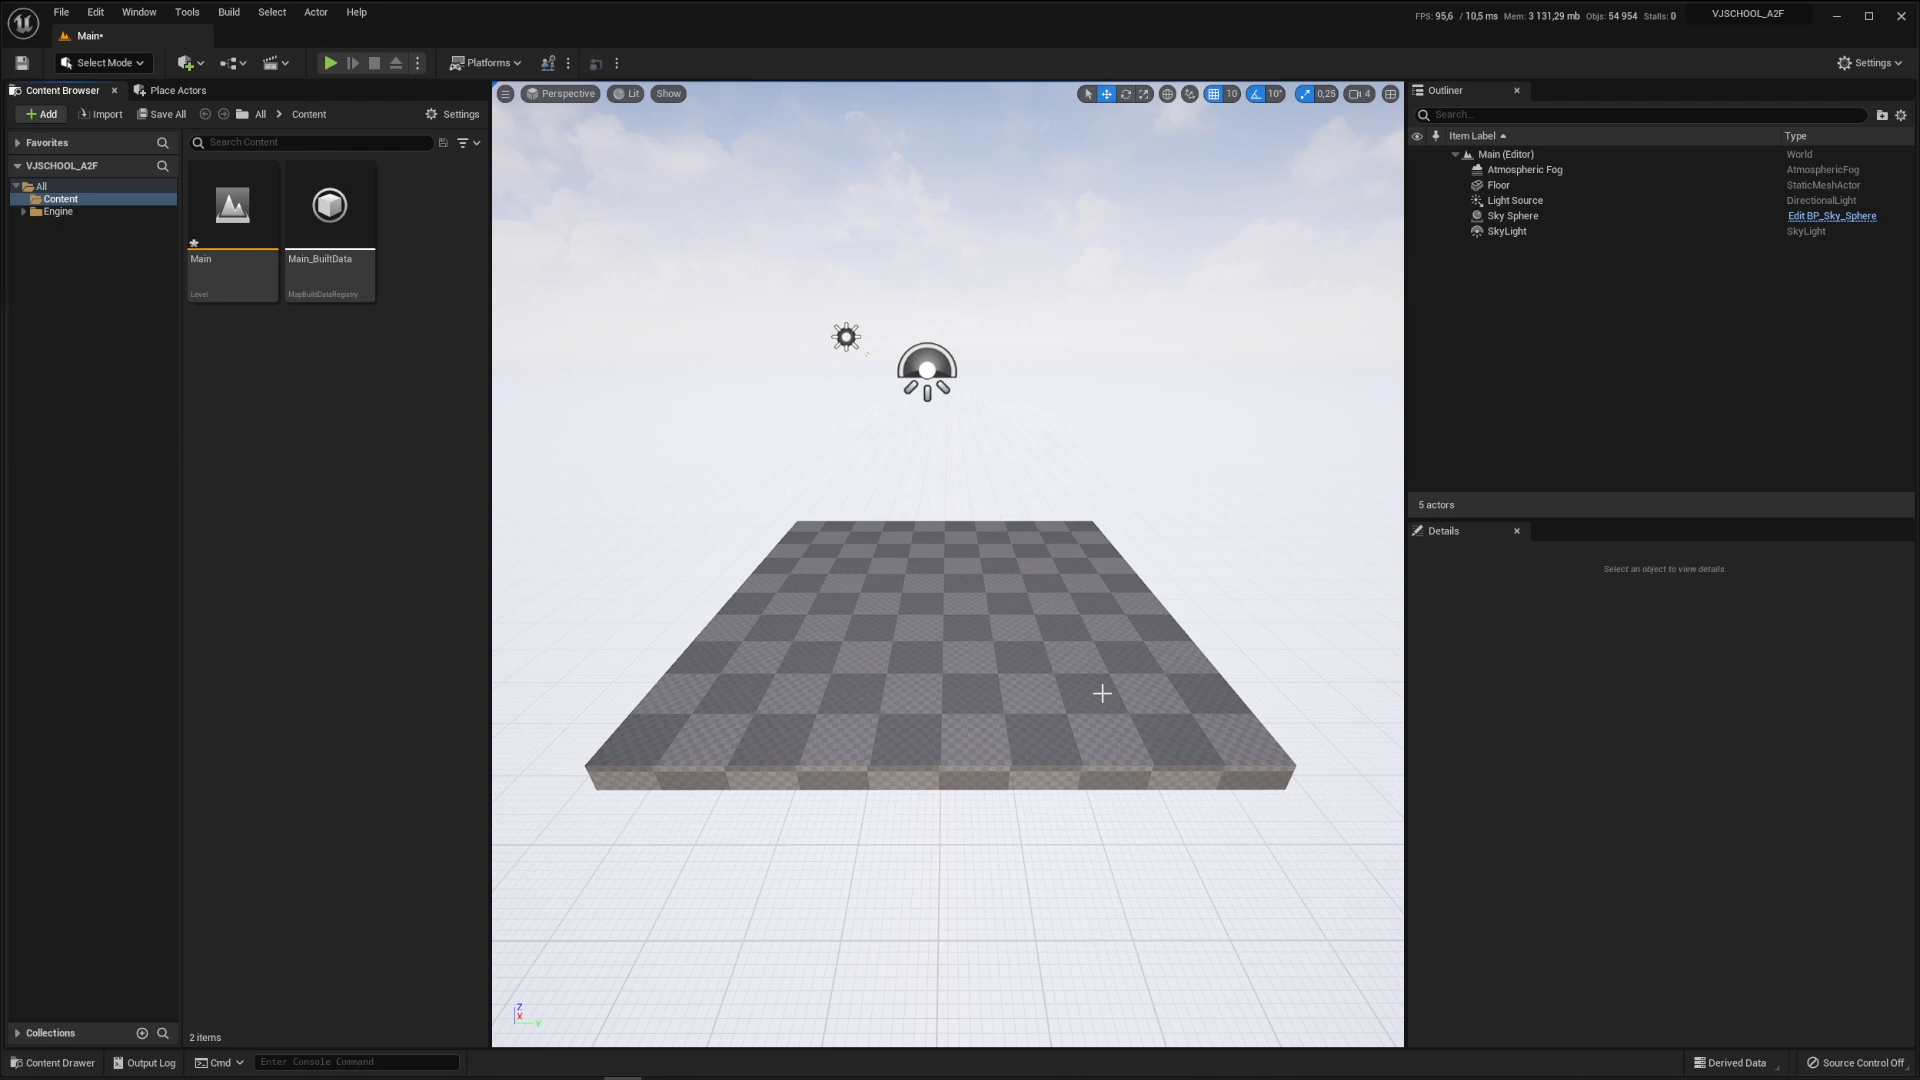 File Edit Window Tools Build Select Actor Help
FPS: 95,6 / 10,5 ms Mem: 3 131,29 mb Objs: 54 954 Stalls: 0
VJSCHOOL_A2F
Main•
Select Mode
Platforms
Settings
Content Browser
Place Actors
Add Import Save All All Content Settings
Favorites
Search Content
VJSCHOOL_A2F
All
Content
Engine
Main
Level
Main_BuiltData
MapBuildDataRegistry
Collections
2 items
Perspective Lit Show
10 10° 0,25 4
Z
X
Y
Outliner
Search...
Item Label Type
Main (Editor) World
Atmospheric Fog AtmosphericFog
Floor StaticMeshActor
Light Source DirectionalLight
Sky Sphere Edit BP_Sky_Sphere
SkyLight SkyLight
5 actors
Details
Select an object to view details.
Content Drawer Output Log Cmd Enter Console Command
Derived Data Source Control Off